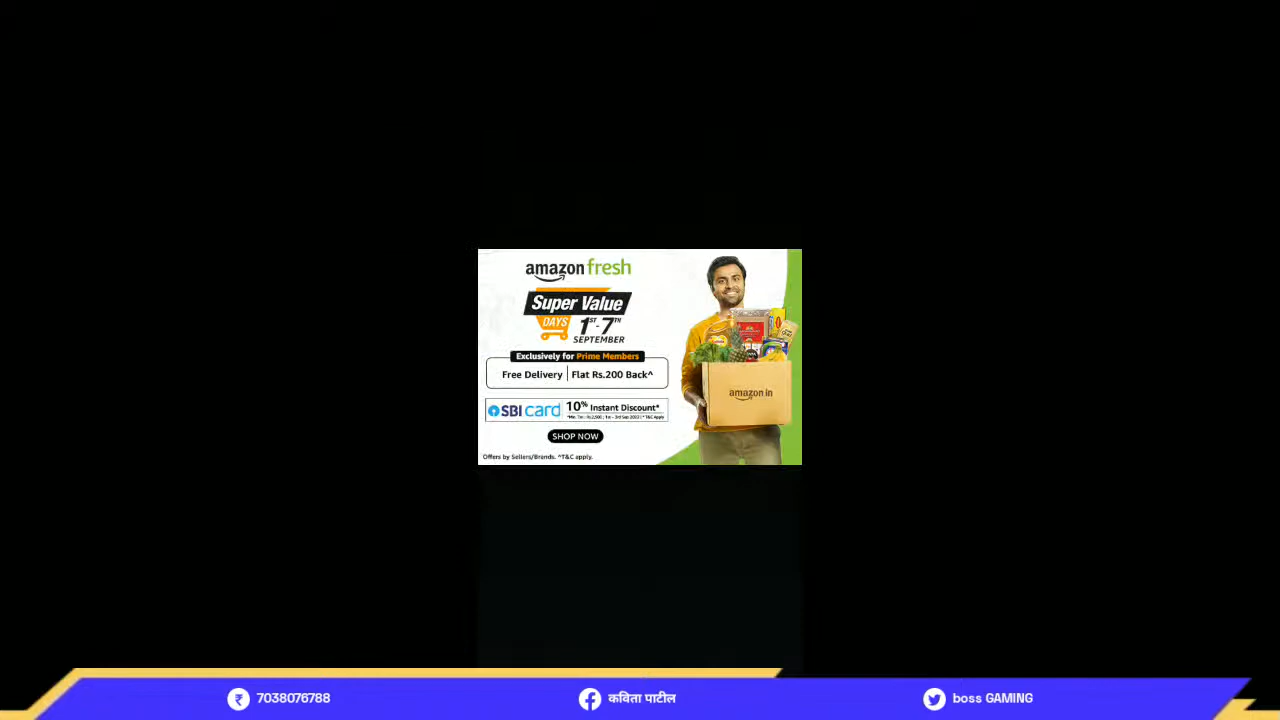 amazon fresh
Super Value
DAYS 1ST - 7TH
SEPTEMBER
Exclusively for Prime Members
Free Delivery | Flat Rs.200 Back^
SBI card 10% Instant Discount*
SHOP NOW
Offers by Sellers/Brands. ^T&C apply.
amazon.in
₹ 7038076788
कविता पाटील
boss GAMING